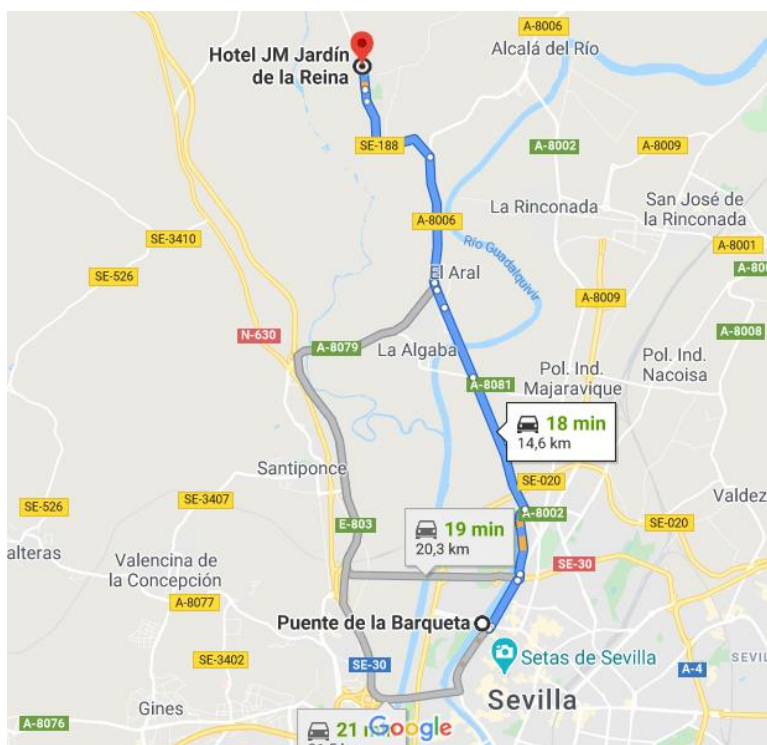 A-8006
Alcalá del Río
Hotel JM Jardín
de la Reina
SE-188
A-8002
A-8009
La Rinconada
San José de
la Rinconada
A-8006
SE-3410
Río Guadalquivir
A-8001
SE-526
El Aral
A-8009
N-630
A-8079
La Algaba
A-8008
A-8081
Pol. Ind.
Majaravique
Pol. Ind.
Nacoisa
18 min
14,6 km
Santiponce
SE-020
SE-3407
Valdez
SE-526
E-803
19 min
20,3 km
A-8002
SE-020
alteras
Valencina de
la Concepción
SE-30
A-8077
Puente de la Barqueta
SE-3402
SE-30
Setas de Sevilla
A-4
SEVIL
Sevilla
Gines
A-8076
21
Google